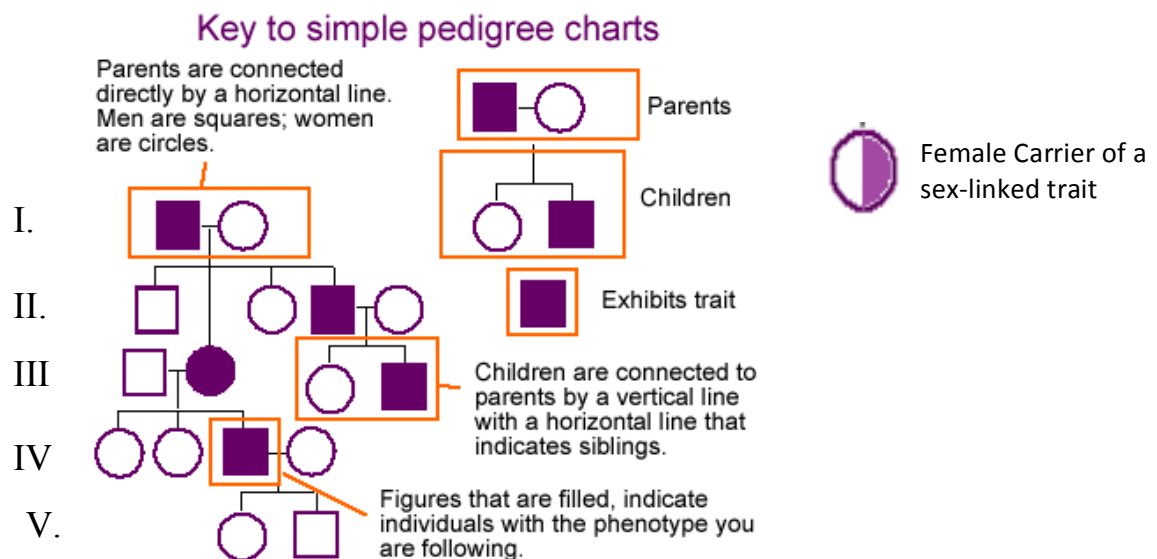 Key to simple pedigree charts
Parents are connected
directly by a horizontal line.
Men are squares; women
are circles.
Parents
Children
Female Carrier of a
sex-linked trait
I.
II.
Exhibits trait
III
Children are connected to
parents by a vertical line
with a horizontal line that
indicates siblings.
IV
Figures that are filled, indicate
individuals with the phenotype you
are following.
V.